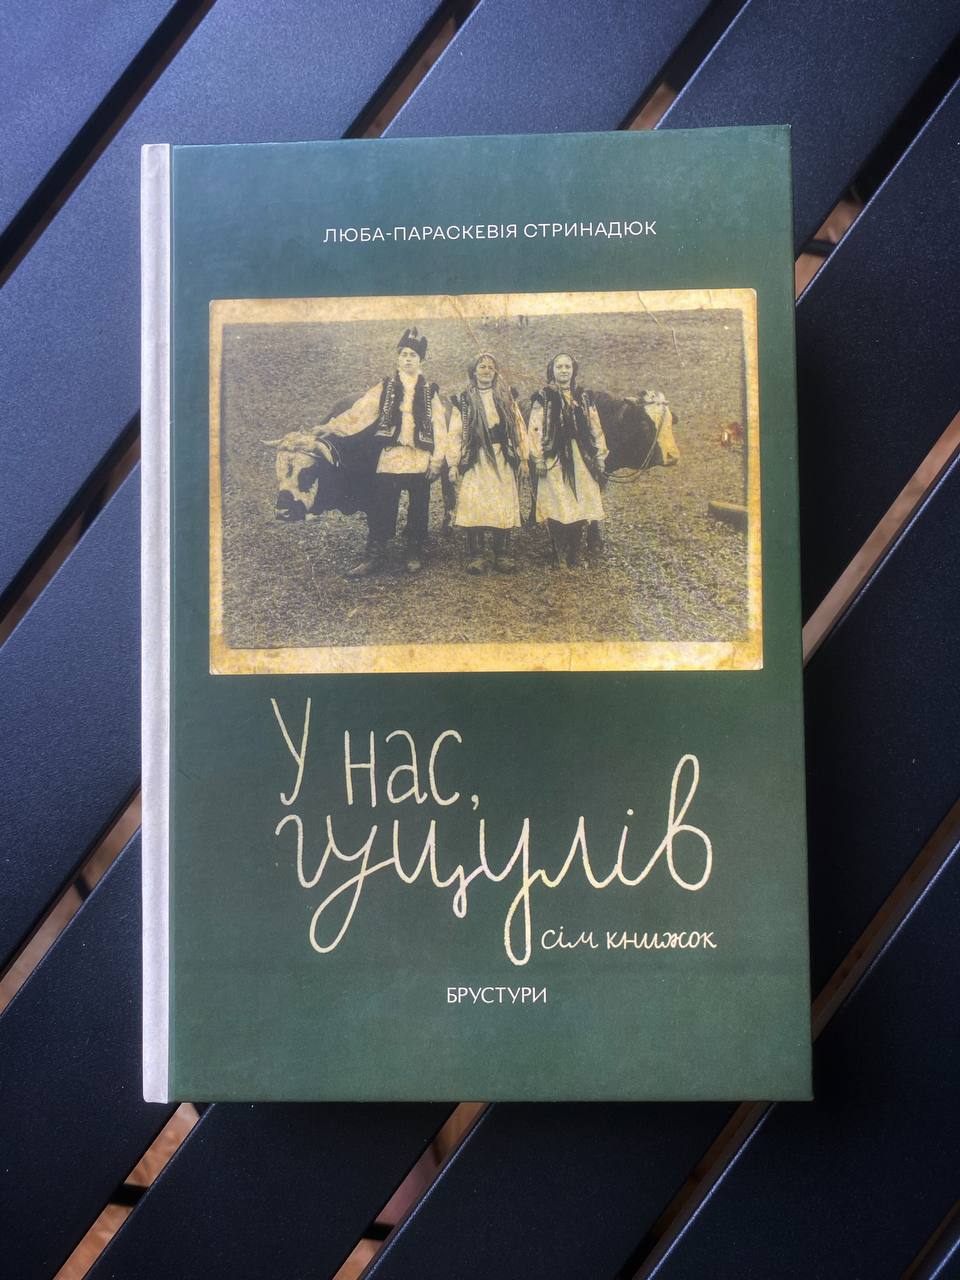 ЛЮБА-ПАРАСКЕВІЯ СТРИНАДЮК
У нас,
гуцулів
сім книжок
БРУСТУРИ